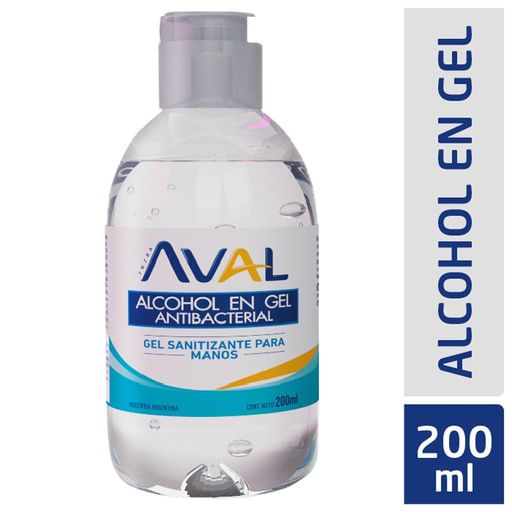 INTBA
AVAL
ALCOHOL EN GEL
ANTIBACTERIAL
GEL SANITIZANTE PARA
MANOS
INDUSTRIA ARGENTINA
CONT. NETO 200ml
ALCOHOL EN GEL
200
ml